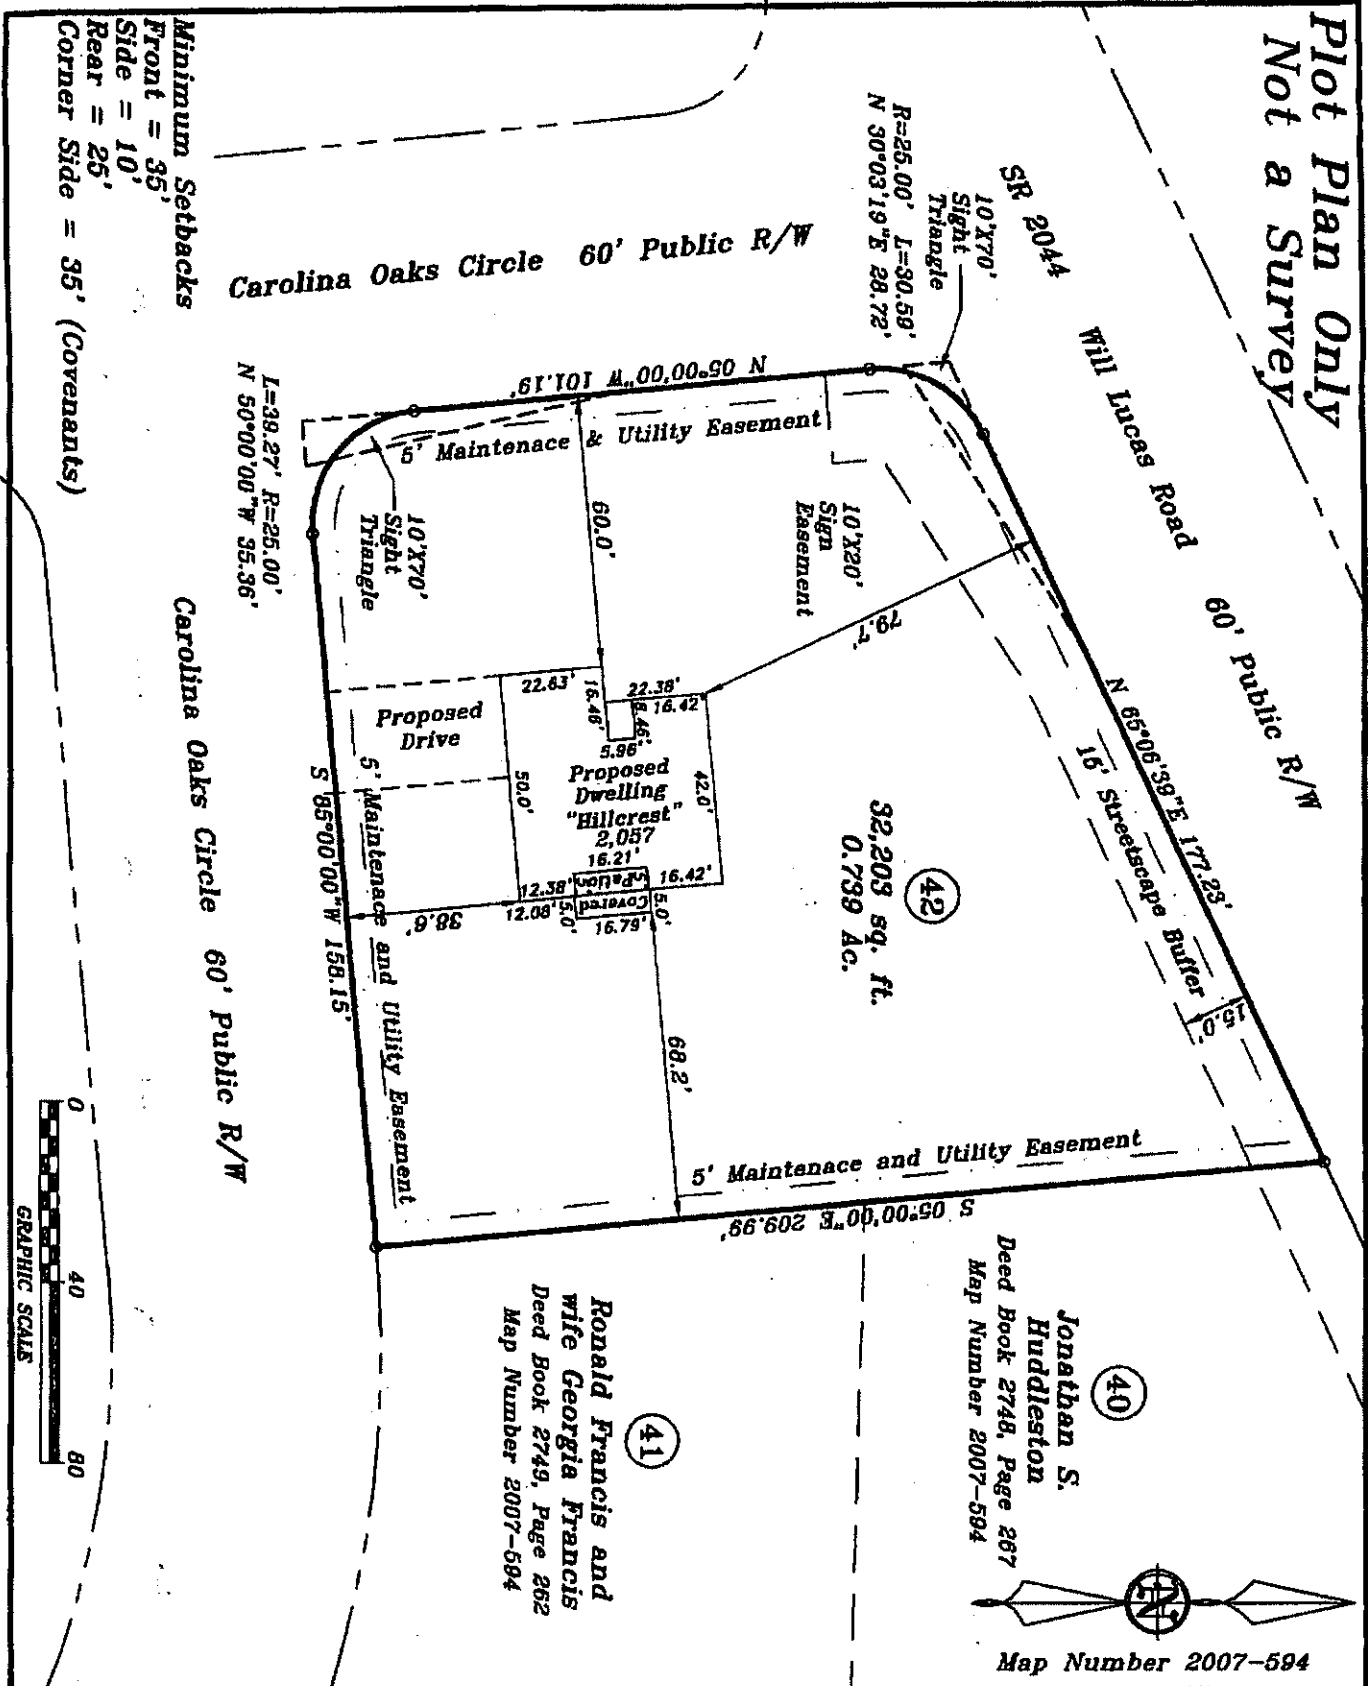 Plot Plan Only
Not a Survey
SR 2044
Will Lucas Road
60' Public R/W
10'X70'
Sight
Triangle
R=25.00' L=30.59'
N 30°03'19"E 28.72'
Carolina Oaks Circle 60' Public R/W
Minimum Setbacks
Front = 35'
Side = 10'
Rear = 25'
Corner Side = 35' (Covenants)
N 05°00'00"W 101.19'
5' Maintenace & Utility Easement
L=39.27' R=25.00'
N 50°00'00"W 35.36'
10'X70'
Sight
Triangle
10'X20'
Sign
Easement
60.0'
79.7'
N 65°06'39"E 177.23'
15' Streetscape Buffer
15.0'
42
32,203 sq. ft.
0.739 Ac.
22.63'
15.46'
22.38'
16.42'
5.96'
Proposed
Drive
Proposed
Dwelling
"Hillcrest"
2,057
50.0'
42.0'
16.21'
12.38'
16.42'
Covered
"Patio"
12.08'
5.0'
5.0'
16.79'
38.6'
68.2'
5' Maintenace and Utility Easement
S 85°00'00"W 158.15'
Carolina Oaks Circle 60' Public R/W
5' Maintenace and Utility Easement
S 05°00'00"E 209.99'
40
Jonathan S.
Huddleston
Deed Book 2748, Page 267
Map Number 2007-594
41
Ronald Francis and
wife Georgia Francis
Deed Book 2749, Page 262
Map Number 2007-594
N
Map Number 2007-594
0 40 80
GRAPHIC SCALE